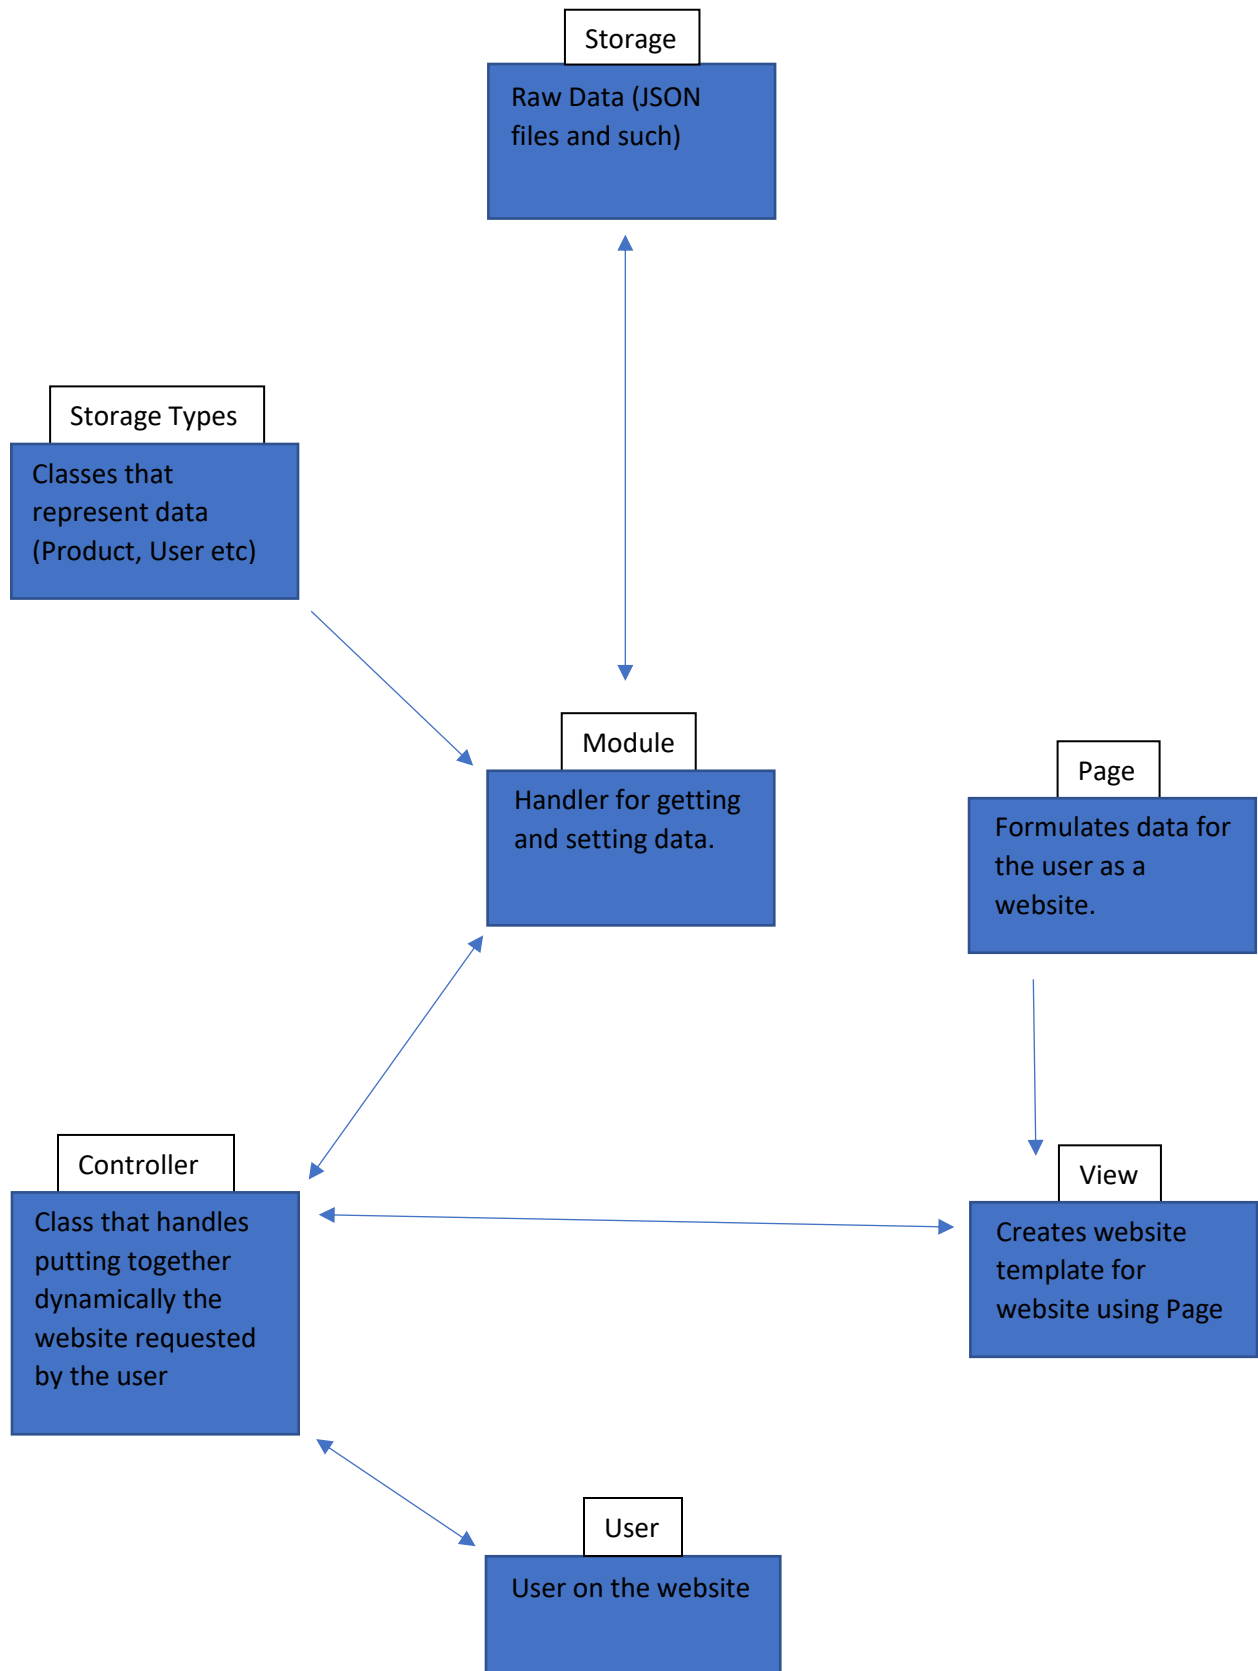 Storage
Raw Data (JSON
files and such)
Storage Types
Classes that
represent data
(Product, User etc)
Module
Handler for getting
and setting data.
Page
Formulates data for
the user as a
website.
Controller
Class that handles
putting together
dynamically the
website requested
by the user
View
Creates website
template for
website using Page
User
User on the website